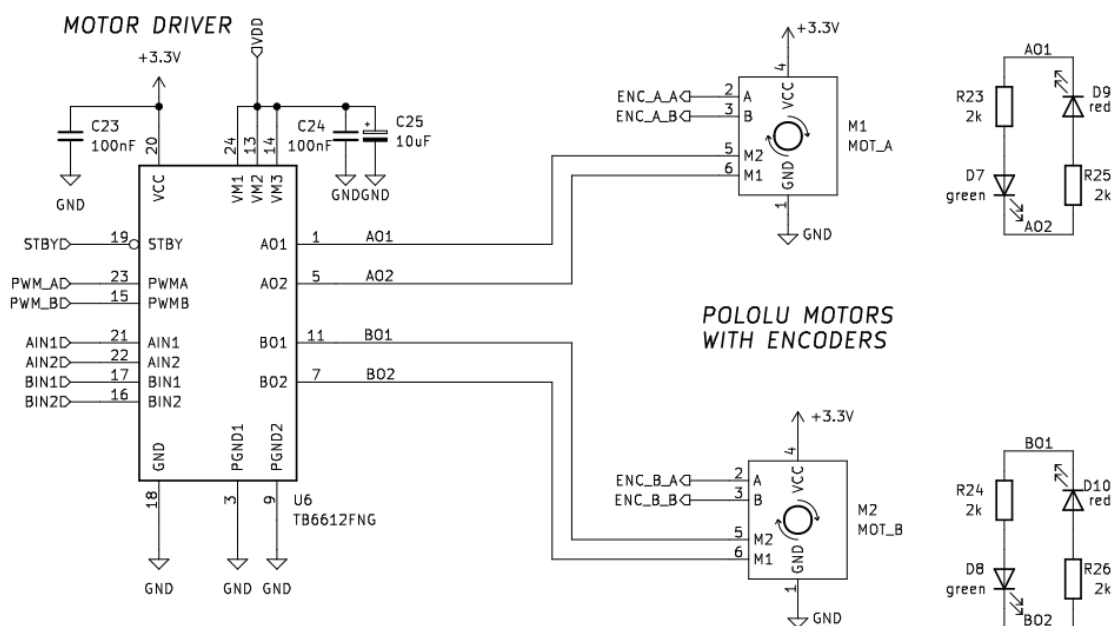 MOTOR DRIVER
VDD
+3.3V
C23
100nF
GND
20
24
13
14
C24
100nF
+
C25
10uF
GND
GND
VCC
VM1
VM2
VM3
STBY
19
STBY
PWM_A
23
PWMA
PWM_B
15
PWMB
AIN1
21
AIN1
AIN2
22
AIN2
BIN1
17
BIN1
BIN2
16
BIN2
AO1
1
AO1
AO2
5
AO2
BO1
11
BO1
BO2
7
BO2
GND
PGND1
PGND2
18
3
9
U6
TB6612FNG
GND
GND
GND
+3.3V
4
ENC_A_A
2
A
ENC_A_B
3
B
VCC
GND
5
M2
6
M1
M1
MOT_A
1
GND
AO1
R23
2k
D9
red
D7
green
R25
2k
AO2
POLOLU MOTORS
WITH ENCODERS
+3.3V
4
ENC_B_A
2
A
ENC_B_B
3
B
VCC
GND
5
M2
6
M1
M2
MOT_B
1
GND
BO1
R24
2k
D10
red
D8
green
R26
2k
BO2